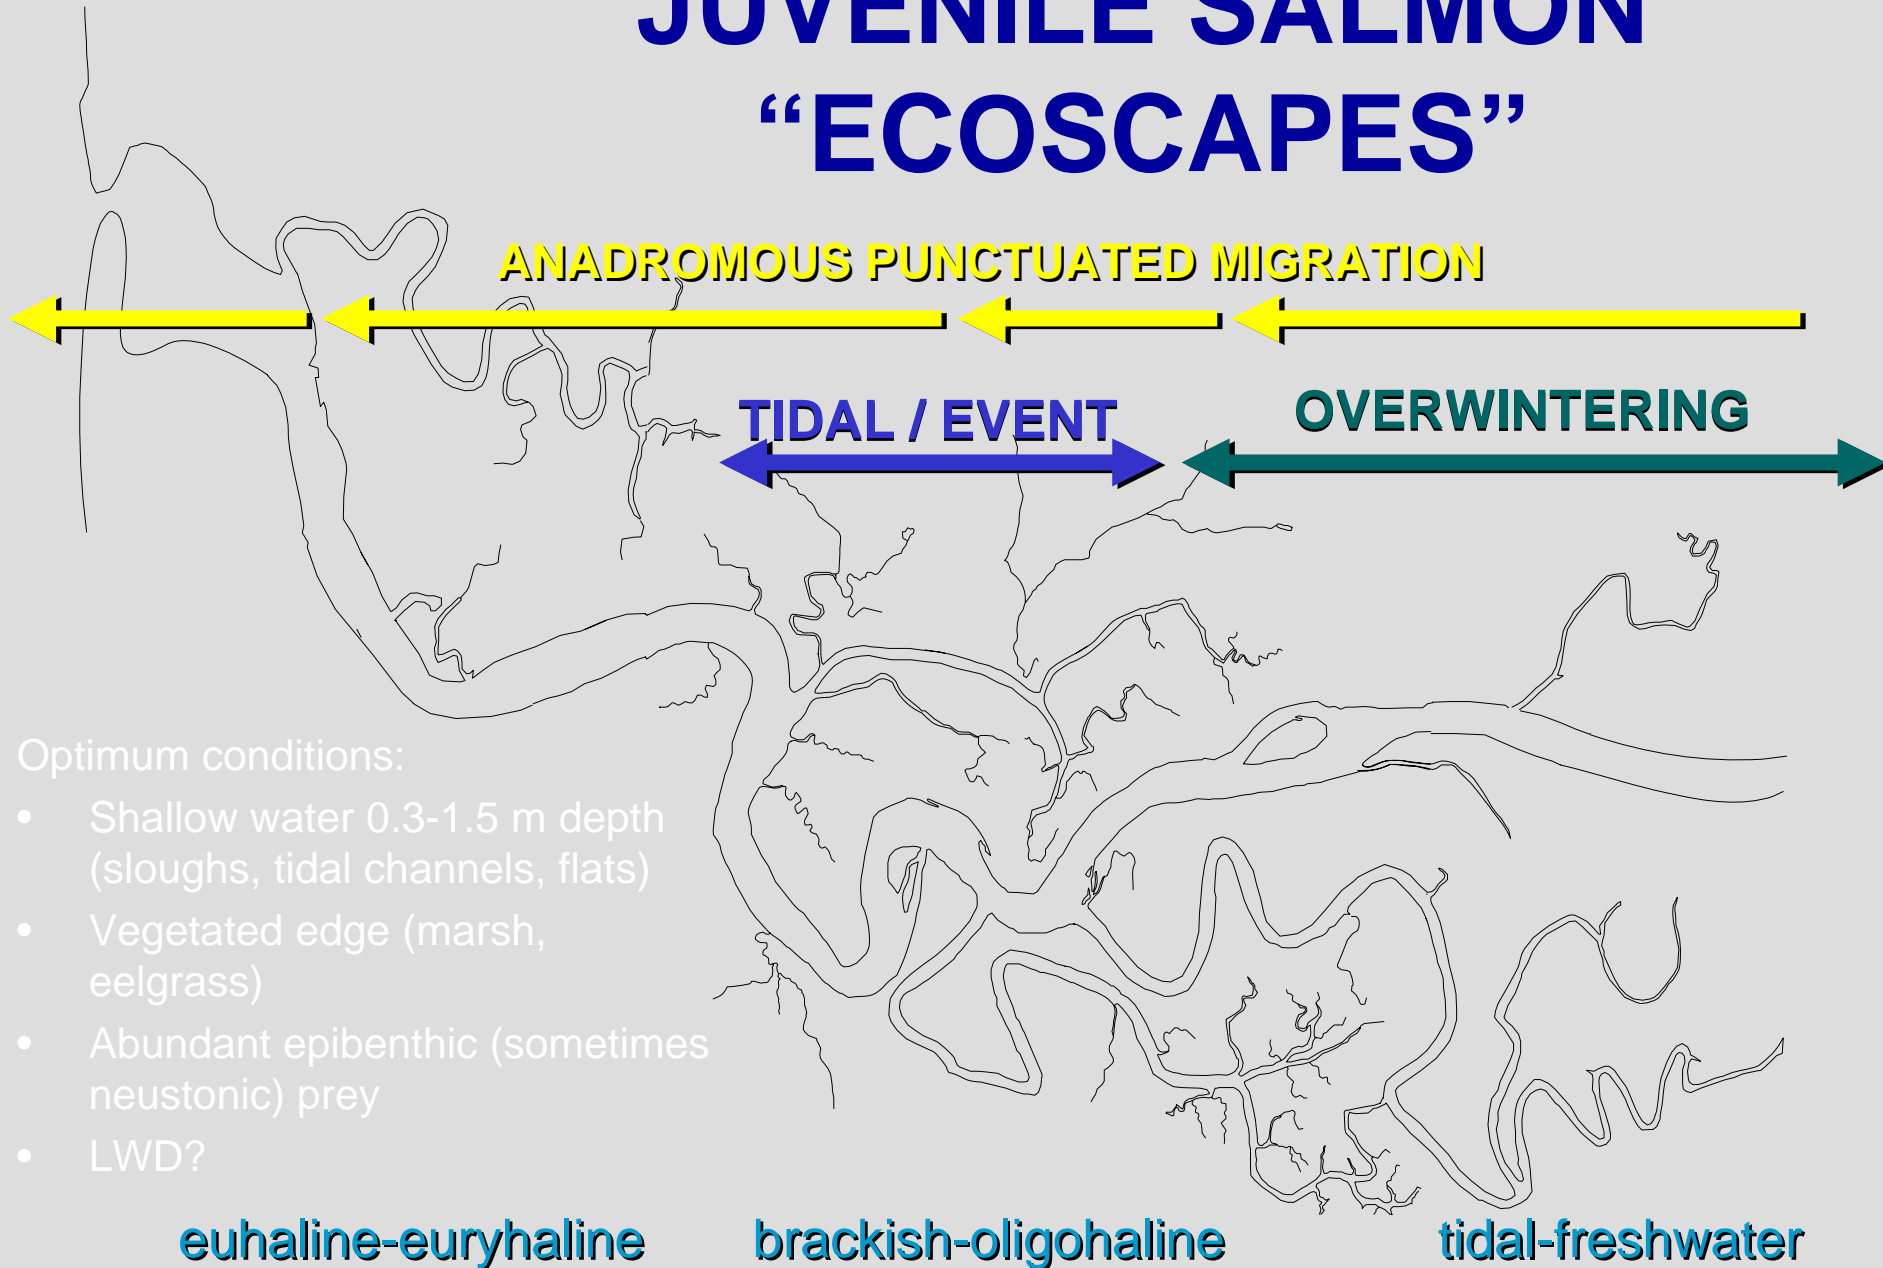 JUVENILE SALMON
“ECOSCAPES”
ANADROMOUS PUNCTUATED MIGRATION
TIDAL / EVENT
OVERWINTERING
Optimum conditions:
• Shallow water 0.3-1.5 m depth
(sloughs, tidal channels, flats)
• Vegetated edge (marsh,
eelgrass)
• Abundant epibenthic (sometimes
neustonic) prey
• LWD?
euhaline-euryhaline
brackish-oligohaline
tidal-freshwater